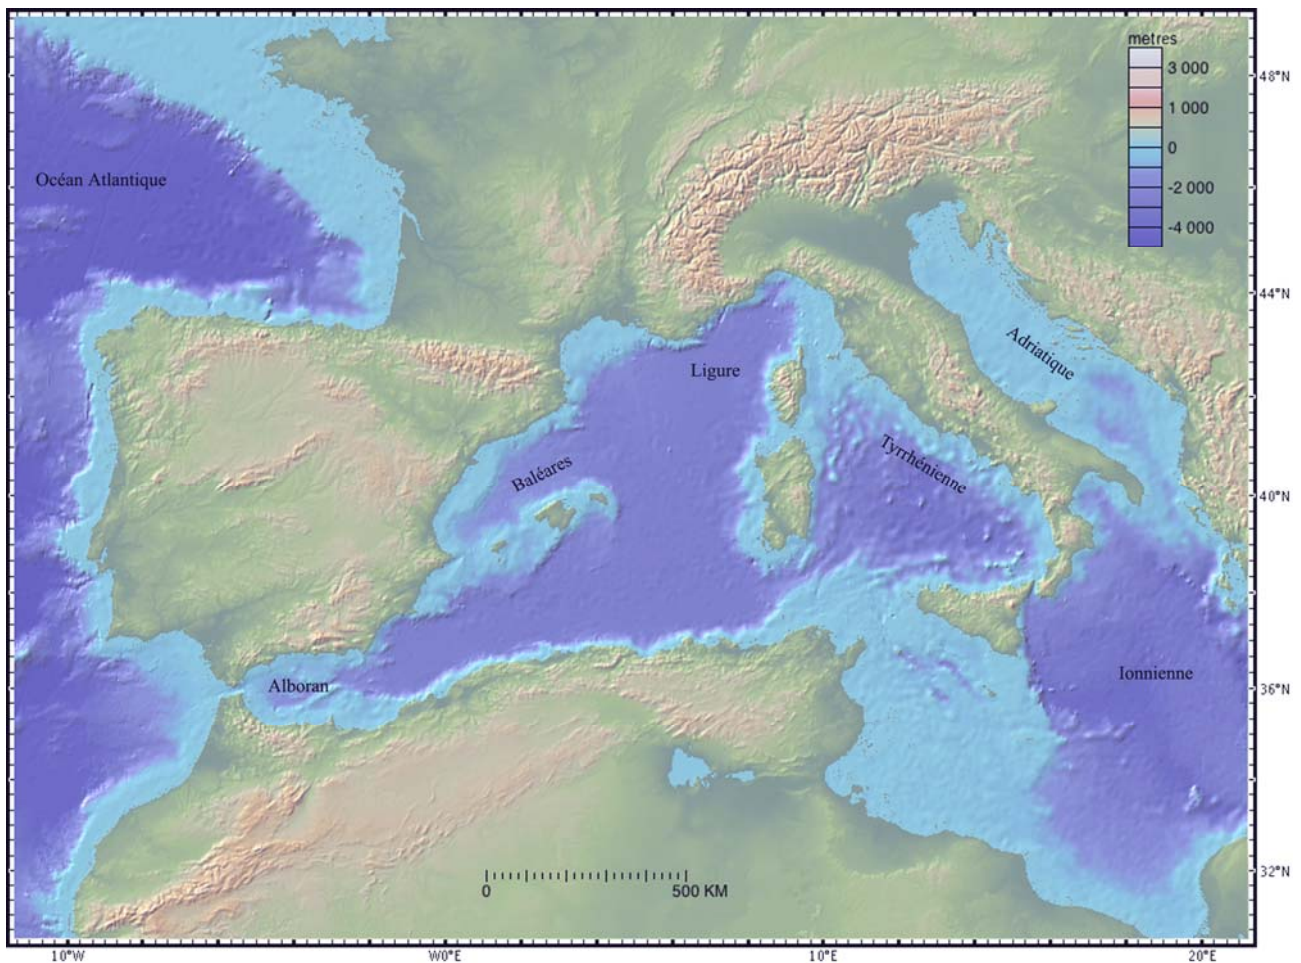 metres
3 000
48°N
1 000
0
Océan Atlantique
-2 000
-4 000
44°N
Adriatique
Ligure
Tyrrhénienne
Baléares
40°N
Ionnienne
Alboran
36°N
0 500 KM
32°N
10°W W0°E 10°E 20°E